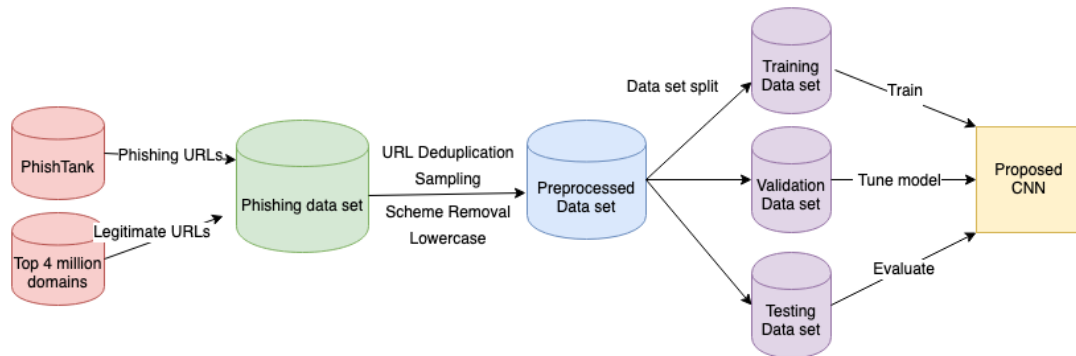 PhishTank
Phishing URLs
Top 4 million
domains
Legitimate URLs
Phishing data set
URL Deduplication
Sampling
Scheme Removal
Lowercase
Preprocessed
Data set
Data set split
Training
Data set
Validation
Data set
Testing
Data set
Train
Tune model
Evaluate
Proposed
CNN